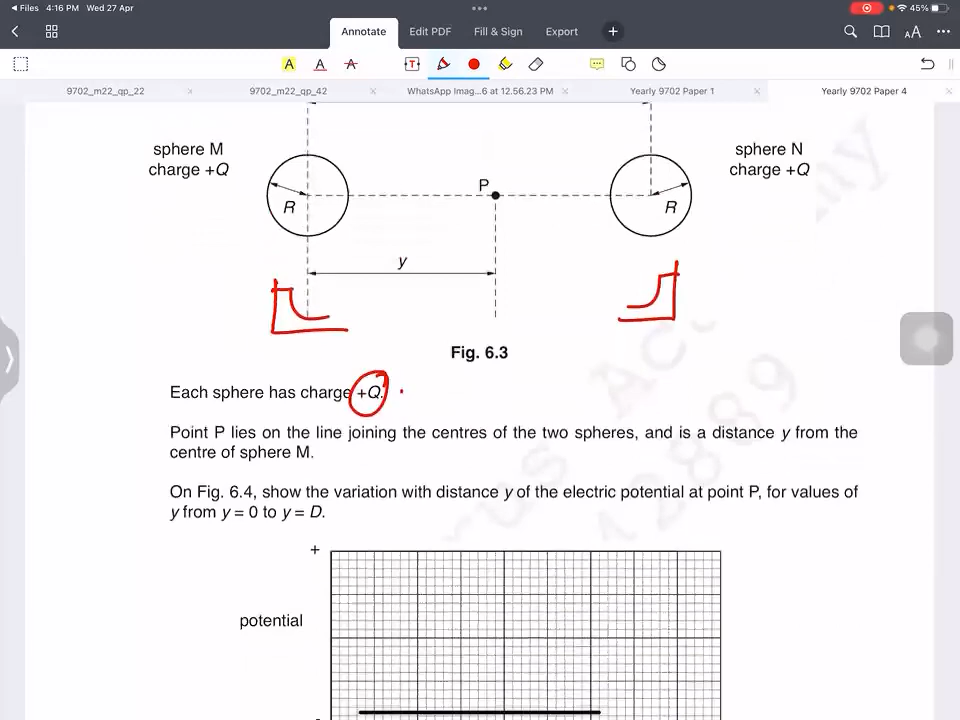 Files 4:16 PM Wed 27 Apr 45%
Annotate Edit PDF Fill & Sign Export
9702_m22_qp_22 9702_m22_qp_42 WhatsApp Imag...6 at 12.56.23 PM Yearly 9702 Paper 1 Yearly 9702 Paper 4
sphere M
charge +Q
sphere N
charge +Q
P
R
R
y
Fig. 6.3
Each sphere has charge +Q.
Point P lies on the line joining the centres of the two spheres, and is a distance y from the
centre of sphere M.
On Fig. 6.4, show the variation with distance y of the electric potential at point P, for values of
y from y = 0 to y = D.
+
potential